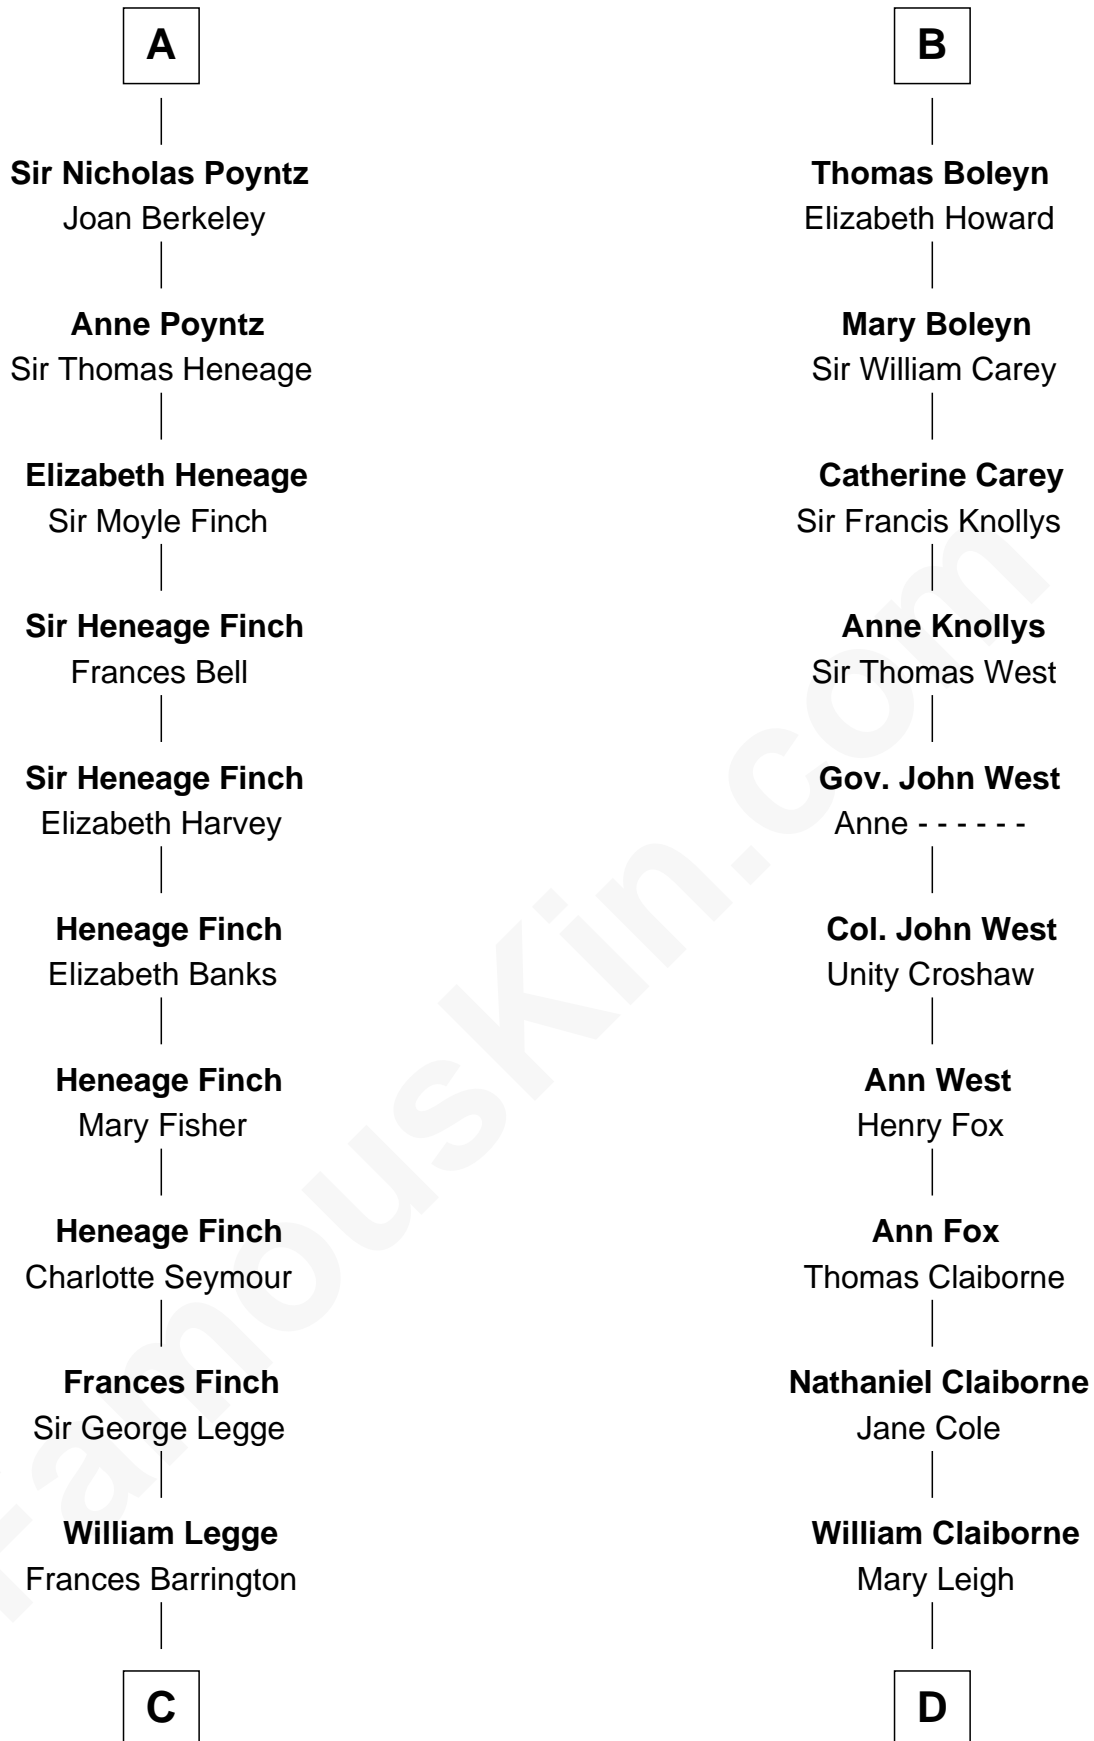 A
Sir Nicholas Poyntz
Joan Berkeley
Anne Poyntz
Sir Thomas Heneage
Elizabeth Heneage
Sir Moyle Finch
Sir Heneage Finch
Frances Bell
Sir Heneage Finch
Elizabeth Harvey
Heneage Finch
Elizabeth Banks
Heneage Finch
Mary Fisher
Heneage Finch
Charlotte Seymour
Frances Finch
Sir George Legge
William Legge
Frances Barrington
C
B
Thomas Boleyn
Elizabeth Howard
Mary Boleyn
Sir William Carey
Catherine Carey
Sir Francis Knollys
Anne Knollys
Sir Thomas West
Gov. John West
Anne - - - - - -
Col. John West
Unity Croshaw
Ann West
Henry Fox
Ann Fox
Thomas Claiborne
Nathaniel Claiborne
Jane Cole
William Claiborne
Mary Leigh
D
FamousKin.com